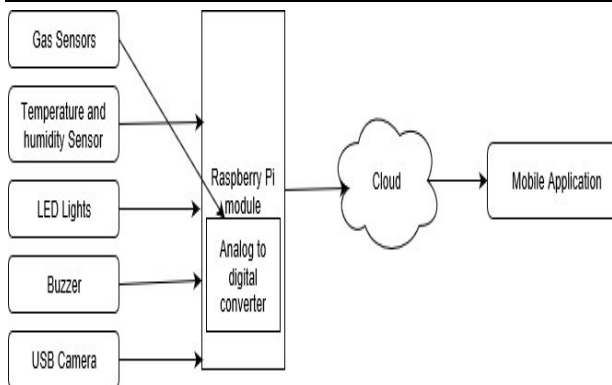 Gas Sensors
Temperature and
humidity Sensor
LED Lights
Buzzer
USB Camera
Raspberry Pi
module
Analog to
digital
converter
Cloud
Mobile Application